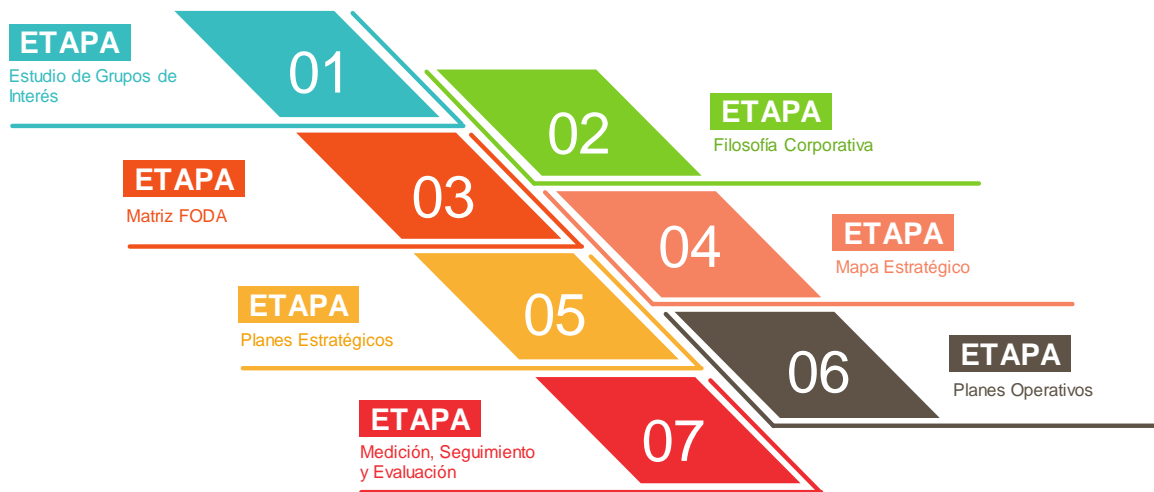 ETAPA
01
Estudio de Grupos de
Interés
02
ETAPA
Filosofía Corporativa
ETAPA
03
Matriz FODA
04
ETAPA
Mapa Estratégico
ETAPA
05
Planes Estratégicos
06
ETAPA
Planes Operativos
ETAPA
07
Medición, Seguimiento
y Evaluación